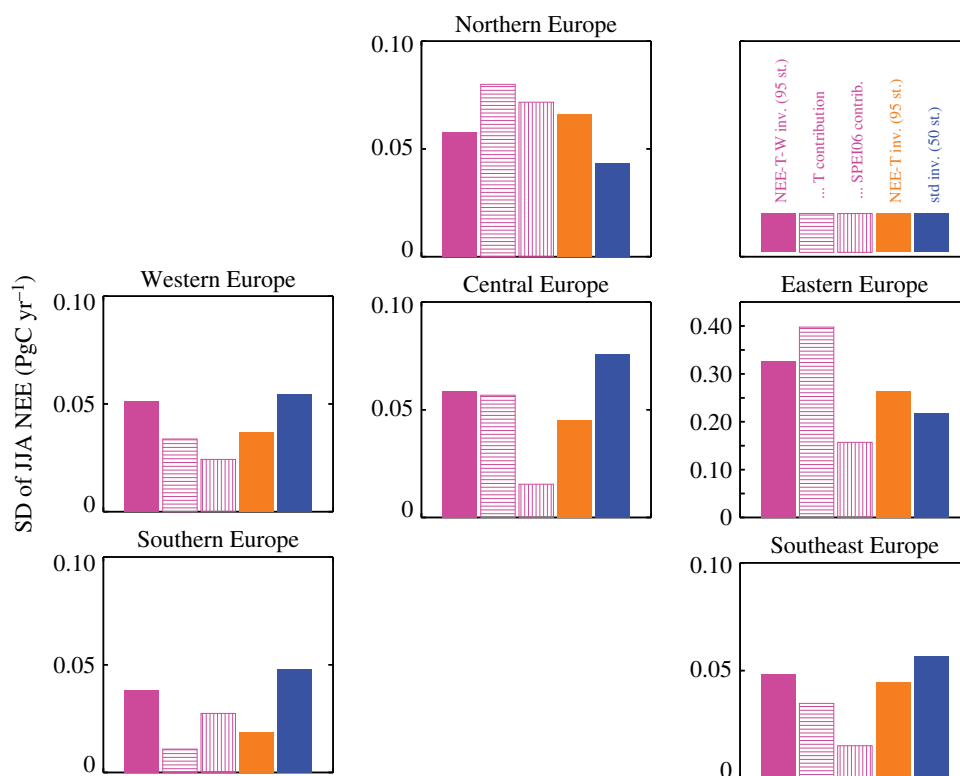 Northern Europe
0.10
0.05
0
NEE-T-W inv. (95 st.)
... T contribution
... SPEI06 contrib.
NEE-T inv. (95 st.)
std inv. (50 st.)
SD of JJA NEE (PgC yr−1)
Western Europe
0.10
0.05
0
Central Europe
0.10
0.05
0
Eastern Europe
0.40
0.30
0.20
0.10
0
Southern Europe
0.10
0.05
0
Southeast Europe
0.10
0.05
0